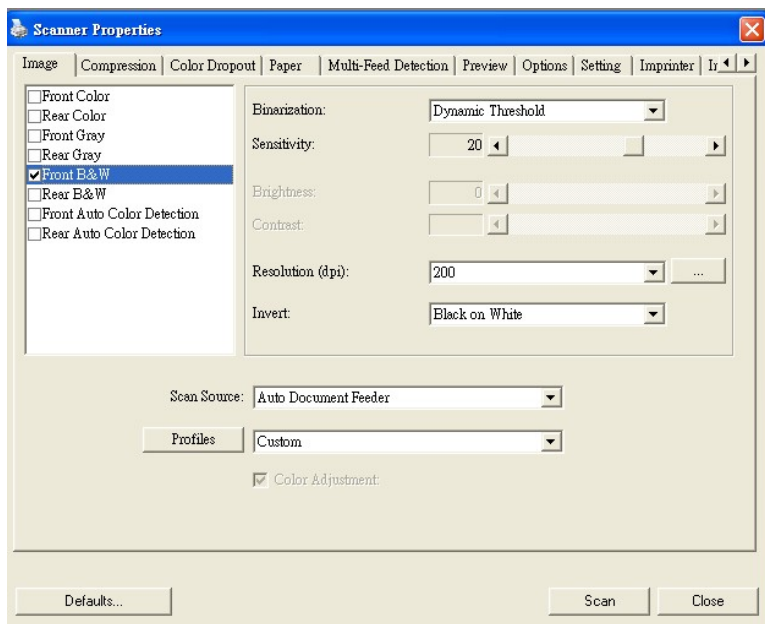 Scanner Properties
Image Compression Color Dropout Paper Multi-Feed Detection Preview Options Setting Imprinter
Front Color
Rear Color
Front Gray
Rear Gray
Front B&W
Rear B&W
Front Auto Color Detection
Rear Auto Color Detection
Binarization: Dynamic Threshold
Sensitivity: 20
Brightness: 0
Contrast:
Resolution (dpi): 200 ...
Invert: Black on White
Scan Source: Auto Document Feeder
Profiles Custom
Color Adjustment:
Defaults... Scan Close